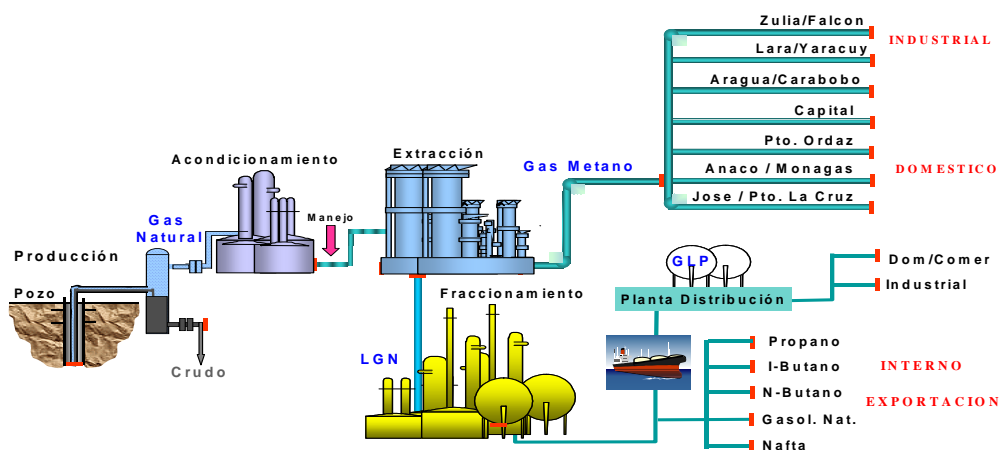 Zulia/Falcon
INDUSTRIAL
Lara/Yaracuy
Aragua/Carabobo
Capital
Pto. Ordaz
Acondicionamiento
Extracción
Gas Metano
Anaco / Monagas
DOMESTICO
Manejo
Jose / Pto. La Cruz
Gas
Natural
Producción
GLP
Dom/Comer
Industrial
Pozo
Fraccionamiento
Planta Distribución
Propano
LGN
I-Butano
INTERNO
Crudo
N-Butano
EXPORTACION
Gasol. Nat.
Nafta